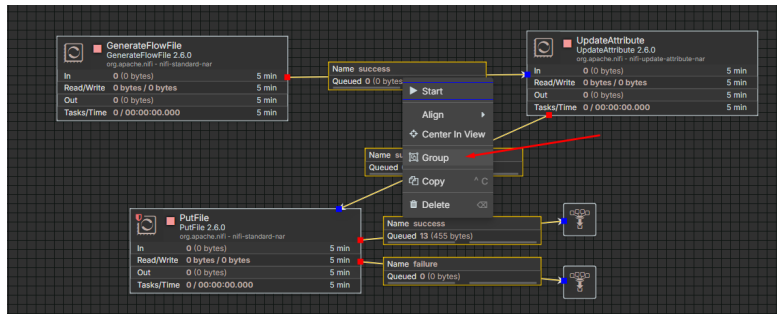 GenerateFlowFile
GenerateFlowFile 2.6.0
org.apache.nifi - nifi-standard-nar
In 0 (0 bytes) 5 min
Read/Write 0 bytes / 0 bytes 5 min
Out 0 (0 bytes) 5 min
Tasks/Time 0 / 00:00:00.000 5 min
Name success
Queued 0 (0 bytes)
UpdateAttribute
UpdateAttribute 2.6.0
org.apache.nifi - nifi-update-attribute-nar
In 0 (0 bytes) 5 min
Read/Write 0 bytes / 0 bytes 5 min
Out 0 (0 bytes) 5 min
Tasks/Time 0 / 00:00:00.000 5 min
Start
Align
Center In View
Group
Copy ^ C
Delete
Name su
Queued
PutFile
PutFile 2.6.0
org.apache.nifi - nifi-standard-nar
In 0 (0 bytes) 5 min
Read/Write 0 bytes / 0 bytes 5 min
Out 0 (0 bytes) 5 min
Tasks/Time 0 / 00:00:00.000 5 min
Name success
Queued 13 (455 bytes)
Name failure
Queued 0 (0 bytes)